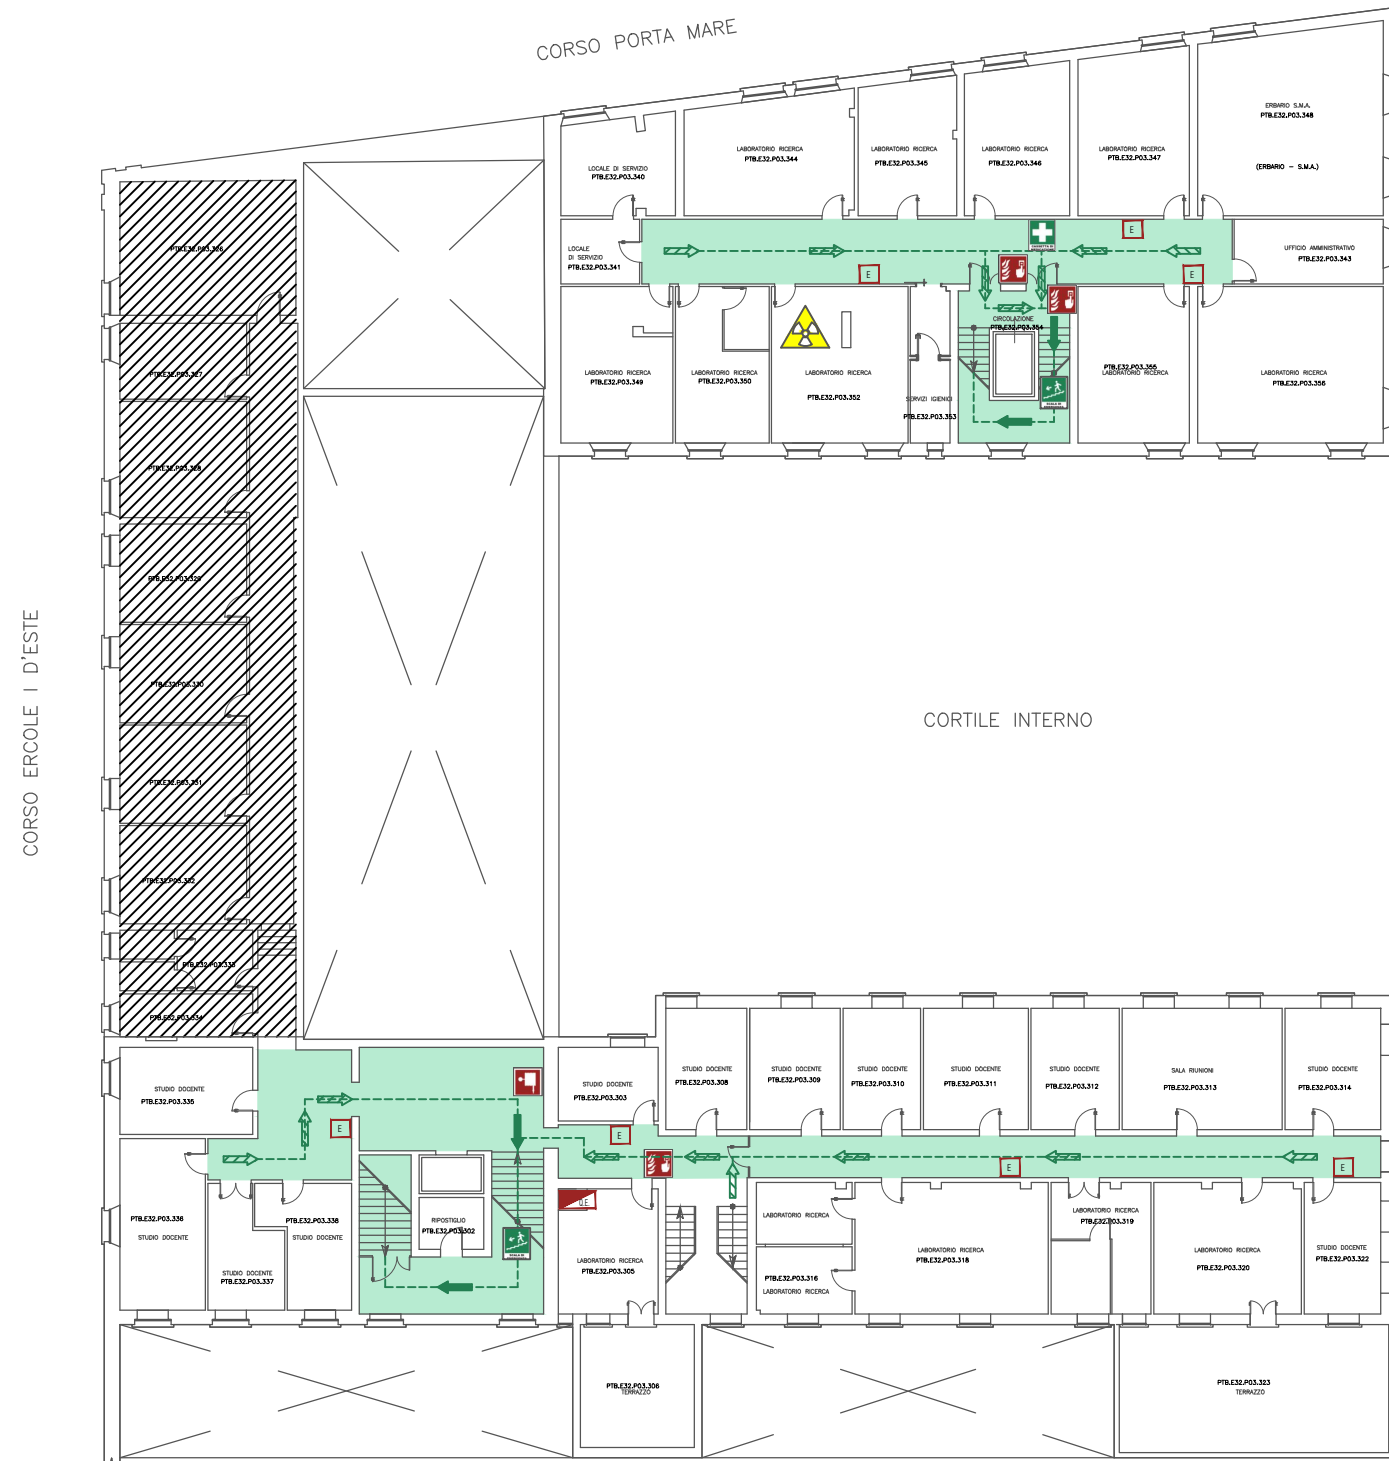 CORSO PORTA MARE
ERBARIO S.M.A.
PTB.E32.P03.348
(ERBARIO - S.M.A.)
LABORATORIO RICERCA
PTB.E32.P03.344
LABORATORIO RICERCA
PTB.E32.P03.345
LABORATORIO RICERCA
PTB.E32.P03.346
LABORATORIO RICERCA
PTB.E32.P03.347
LOCALE DI SERVIZIO
PTB.E32.P03.340
LOCALE
DI SERVIZIO
PTB.E32.P03.341
UFFICIO AMMINISTRATIVO
PTB.E32.P03.343
E
E
E
PTB.E32.P03.326
CIRCOLAZIONE
PTB.E32.P03.354
LABORATORIO RICERCA
PTB.E32.P03.349
LABORATORIO RICERCA
PTB.E32.P03.350
LABORATORIO RICERCA
PTB.E32.P03.352
SERVIZI IGIENICI
PTB.E32.P03.353
PTB.E32.P03.355
LABORATORIO RICERCA
LABORATORIO RICERCA
PTB.E32.P03.356
PTB.E32.P03.327
PTB.E32.P03.328
PTB.E32.P03.329
PTB.E32.P03.330
PTB.E32.P03.331
PTB.E32.P03.332
PTB.E32.P03.333
PTB.E32.P03.334
CORSO ERCOLE I D'ESTE
CORTILE INTERNO
STUDIO DOCENTE
PTB.E32.P03.335
STUDIO DOCENTE
PTB.E32.P03.303
STUDIO DOCENTE
PTB.E32.P03.308
STUDIO DOCENTE
PTB.E32.P03.309
STUDIO DOCENTE
PTB.E32.P03.310
STUDIO DOCENTE
PTB.E32.P03.311
STUDIO DOCENTE
PTB.E32.P03.312
SALA RIUNIONI
PTB.E32.P03.313
STUDIO DOCENTE
PTB.E32.P03.314
E
E
E
E
Q.E.
PTB.E32.P03.336
STUDIO DOCENTE
STUDIO DOCENTE
PTB.E32.P03.337
PTB.E32.P03.338
STUDIO DOCENTE
RIPOSTIGLIO
PTB.E32.P03.302
LABORATORIO RICERCA
PTB.E32.P03.305
LABORATORIO RICERCA
PTB.E32.P03.316
LABORATORIO RICERCA
LABORATORIO RICERCA
PTB.E32.P03.318
LABORATORIO RICERCA
PTB.E32.P03.319
LABORATORIO RICERCA
PTB.E32.P03.320
STUDIO DOCENTE
PTB.E32.P03.322
PTB.E32.P03.306
TERRAZZO
PTB.E32.P03.323
TERRAZZO